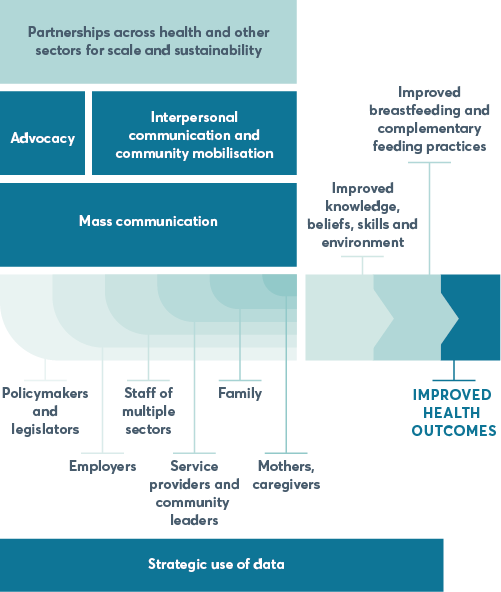 Partnerships across health and other
sectors for scale and sustainability
Advocacy
Interpersonal
communication and
community mobilisation
Mass communication
Improved
breastfeeding and
complementary
feeding practices
Improved
knowledge,
beliefs, skills and
environment
Policymakers
and
legislators
Employers
Staff of
multiple
sectors
Service
providers and
community
leaders
Family
Mothers,
caregivers
IMPROVED
HEALTH
OUTCOMES
Strategic use of data